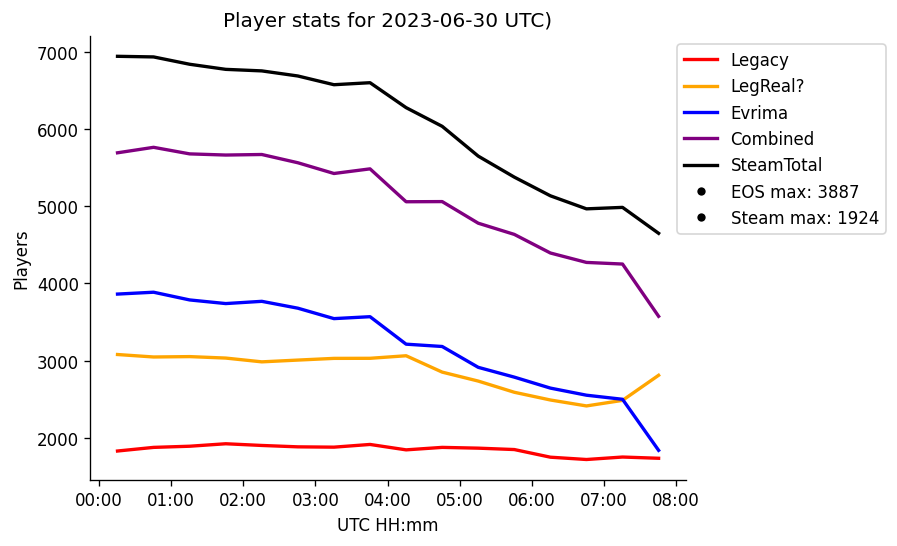 Player stats for 2023-06-30 UTC)
7000
6000
5000
4000
3000
2000
Players
00:00 01:00 02:00 03:00 04:00 05:00 06:00 07:00 08:00
UTC HH:mm
Legacy
LegReal?
Evrima
Combined
SteamTotal
EOS max: 3887
Steam max: 1924